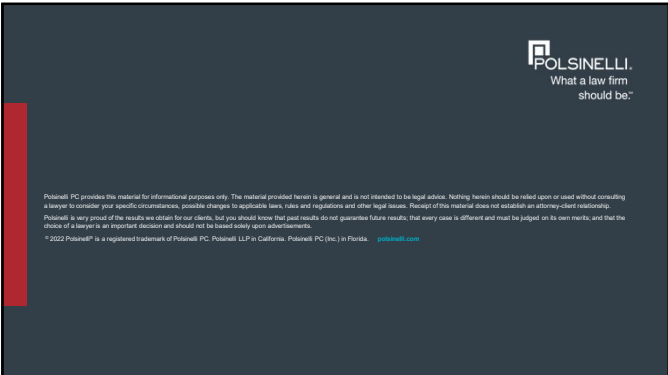 POLSINELLI®
What a law firm
should be.℠
Polsinelli PC provides this material for informational purposes only. The material provided herein is general and is not intended to be legal advice. Nothing herein should be relied upon or used without consulting
a lawyer to consider your specific circumstances, possible changes to applicable laws, rules and regulations and other legal issues. Receipt of this material does not establish an attorney-client relationship.
Polsinelli is very proud of the results we obtain for our clients, but you should know that past results do not guarantee future results; that every case is different and must be judged on its own merits; and that the
choice of a lawyer is an important decision and should not be based solely upon advertisements.
© 2022 Polsinelli® is a registered trademark of Polsinelli PC. Polsinelli LLP in California. Polsinelli PC (Inc.) in Florida. polsinelli.com